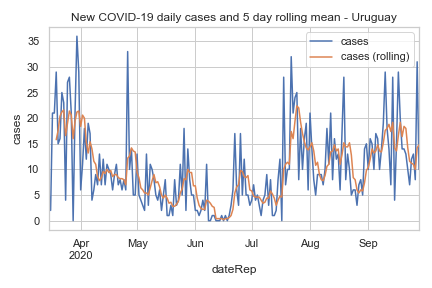 New COVID-19 daily cases and 5 day rolling mean - Uruguay
cases
cases (rolling)
cases
35
30
25
20
15
10
5
0
Apr
2020
May
Jun
Jul
Aug
Sep
dateRep